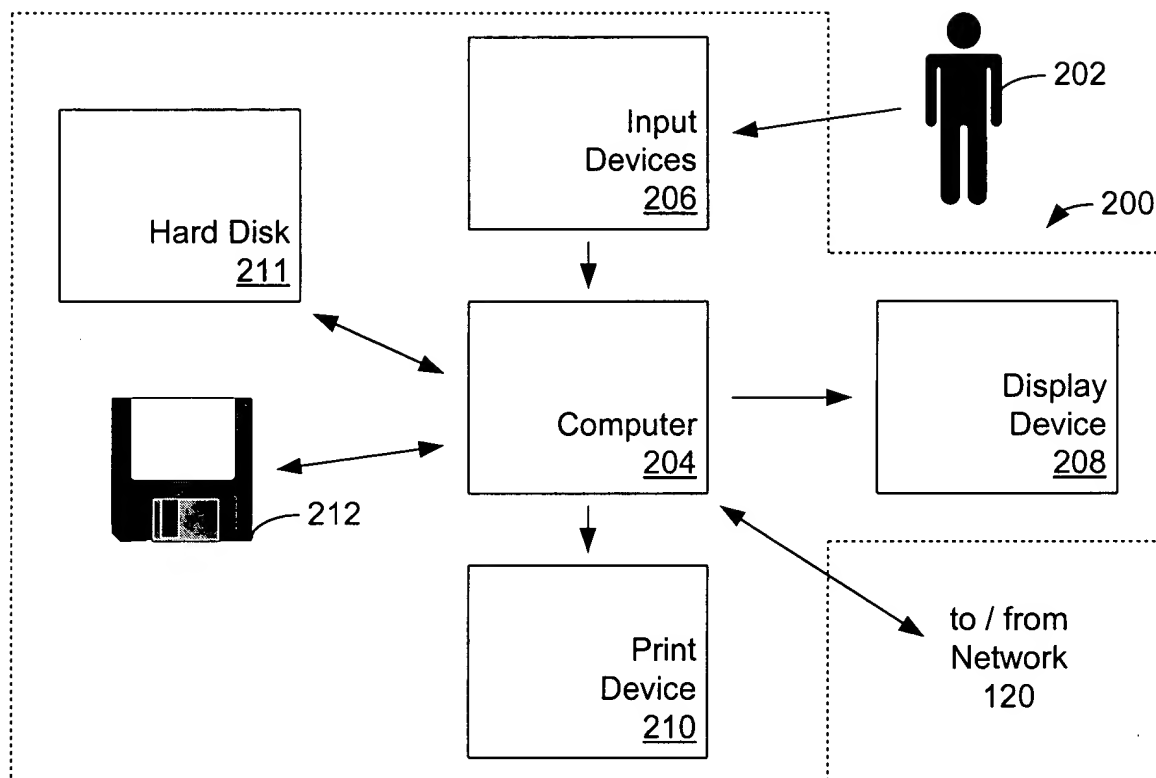 202
Input
Devices
206
200
Hard Disk
211
Computer
204
Display
Device
208
212
Print
Device
210
to / from
Network
120